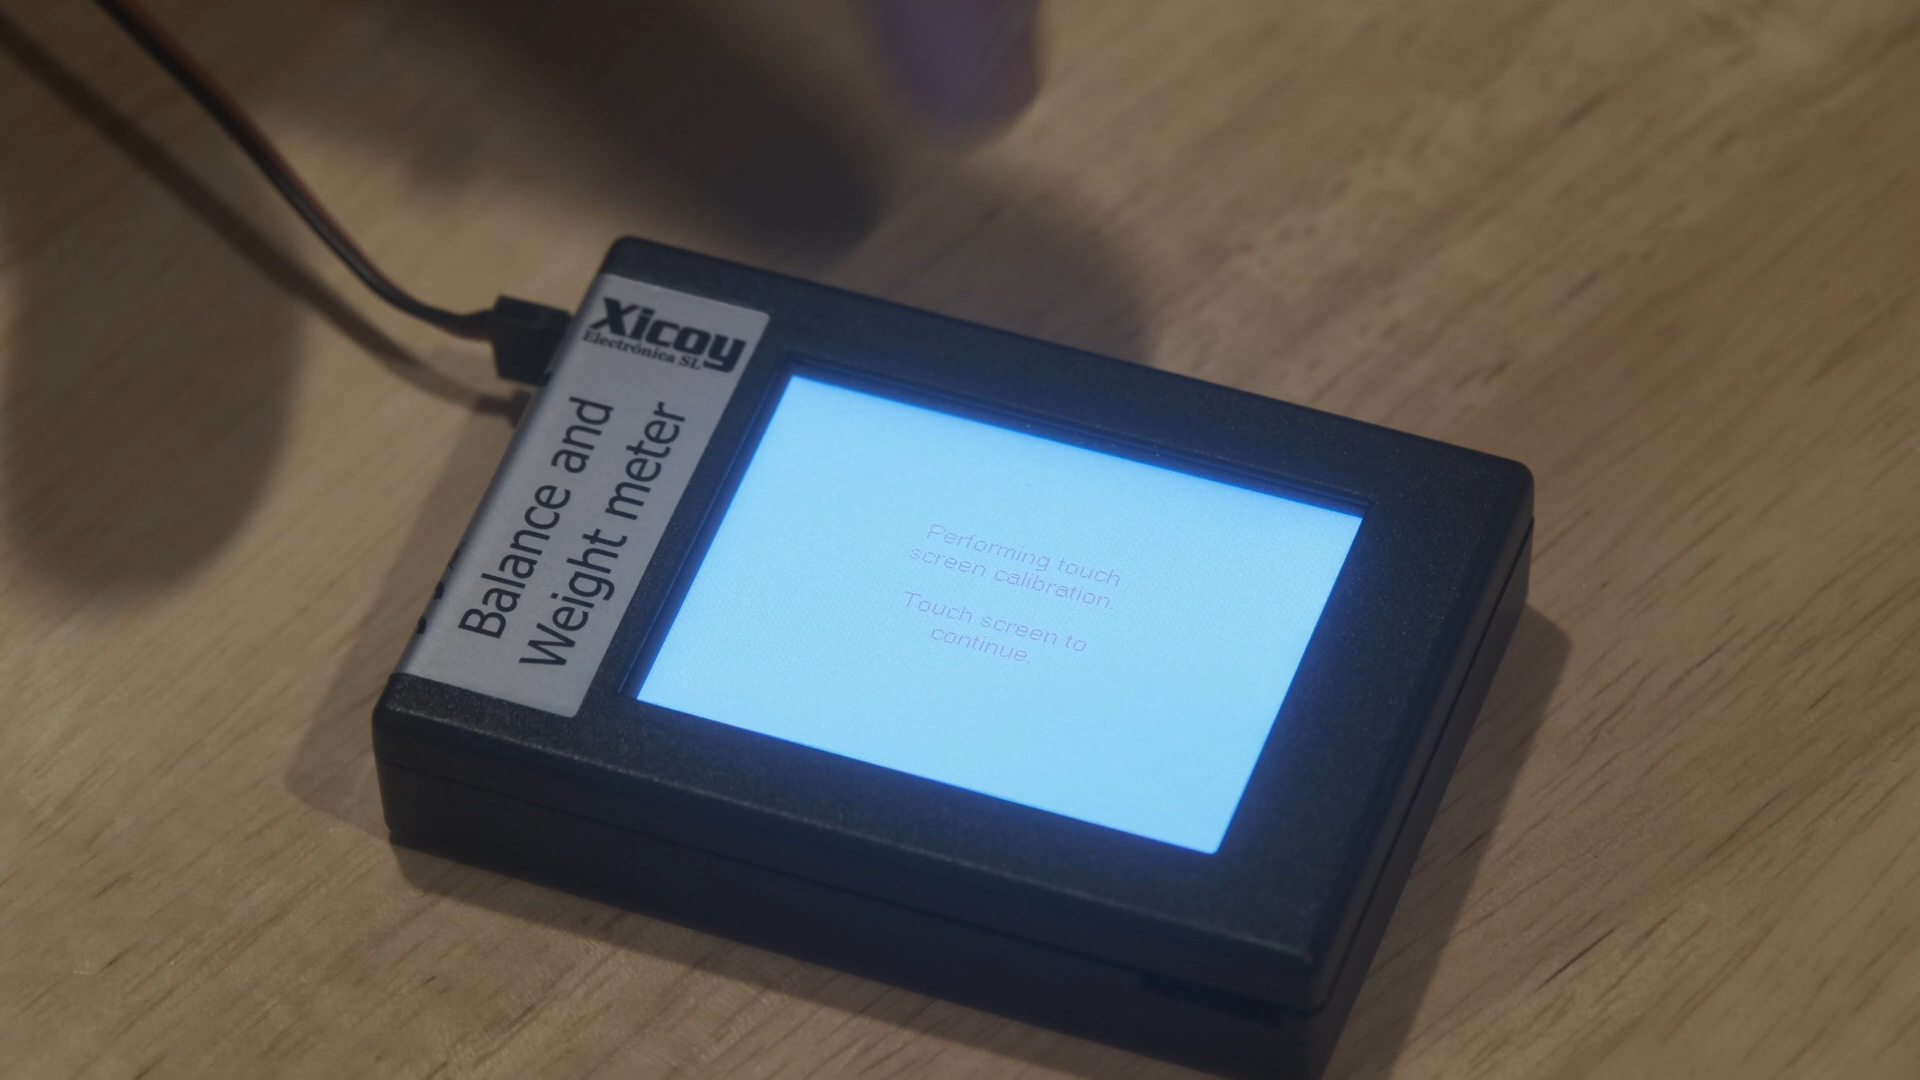 Xicoy
Electrónica SL
Balance and
Weight meter
Performing touch
screen calibration.
Touch screen to
continue.